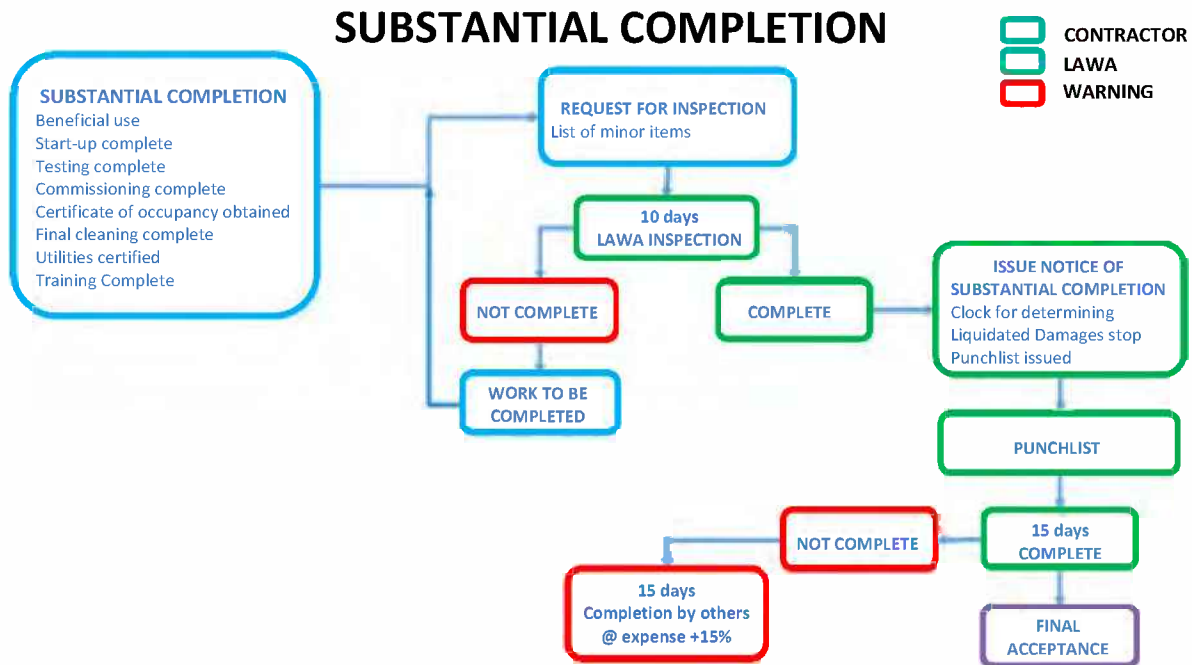 SUBSTANTIAL COMPLETION
CONTRACTOR
LAWA
WARNING
SUBSTANTIAL COMPLETION
Beneficial use
Start-up complete
Testing complete
Commissioning complete
Certificate of occupancy obtained
Final cleaning complete
Utilities certified
Training Complete
REQUEST FOR INSPECTION
List of minor items
10 days
LAWA INSPECTION
NOT COMPLETE
COMPLETE
WORK TO BE
COMPLETED
ISSUE NOTICE OF
SUBSTANTIAL COMPLETION
Clock for determining
Liquidated Damages stop
Punchlist issued
PUNCHLIST
15 days
COMPLETE
NOT COMPLETE
15 days
Completion by others
@ expense +15%
FINAL
ACCEPTANCE